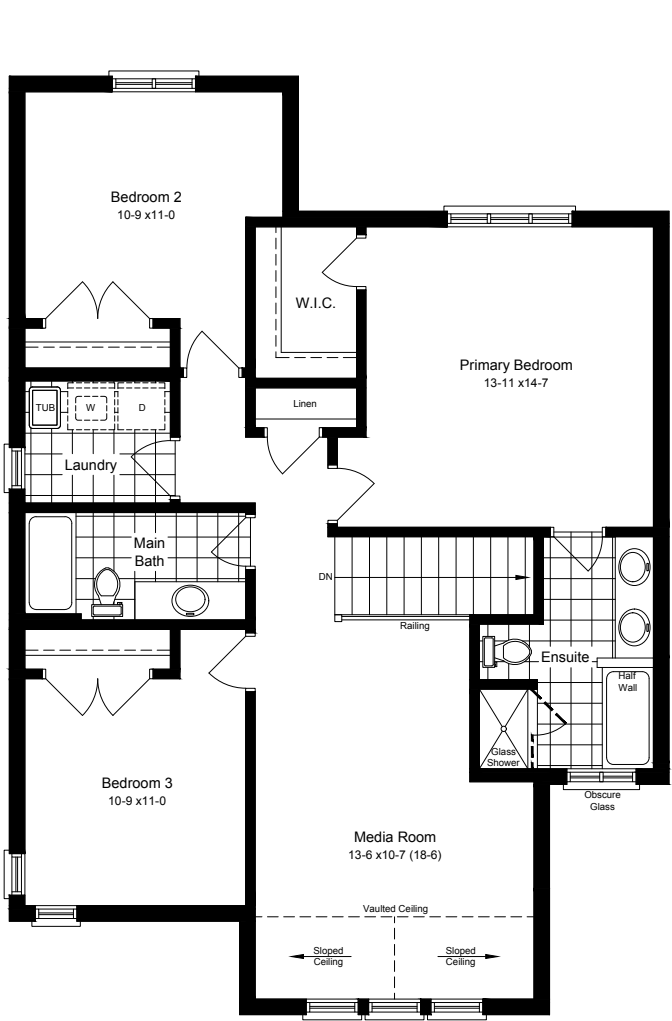 Bedroom 2
10-9 x11-0
W.I.C.
Primary Bedroom
13-11 x14-7
TUB
W
D
Linen
Laundry
Main
Bath
DN
Railing
Ensuite
Half
Wall
Glass
Shower
Bedroom 3
10-9 x11-0
Obscure
Glass
Media Room
13-6 x10-7 (18-6)
Vaulted Ceiling
Sloped
Ceiling
Sloped
Ceiling